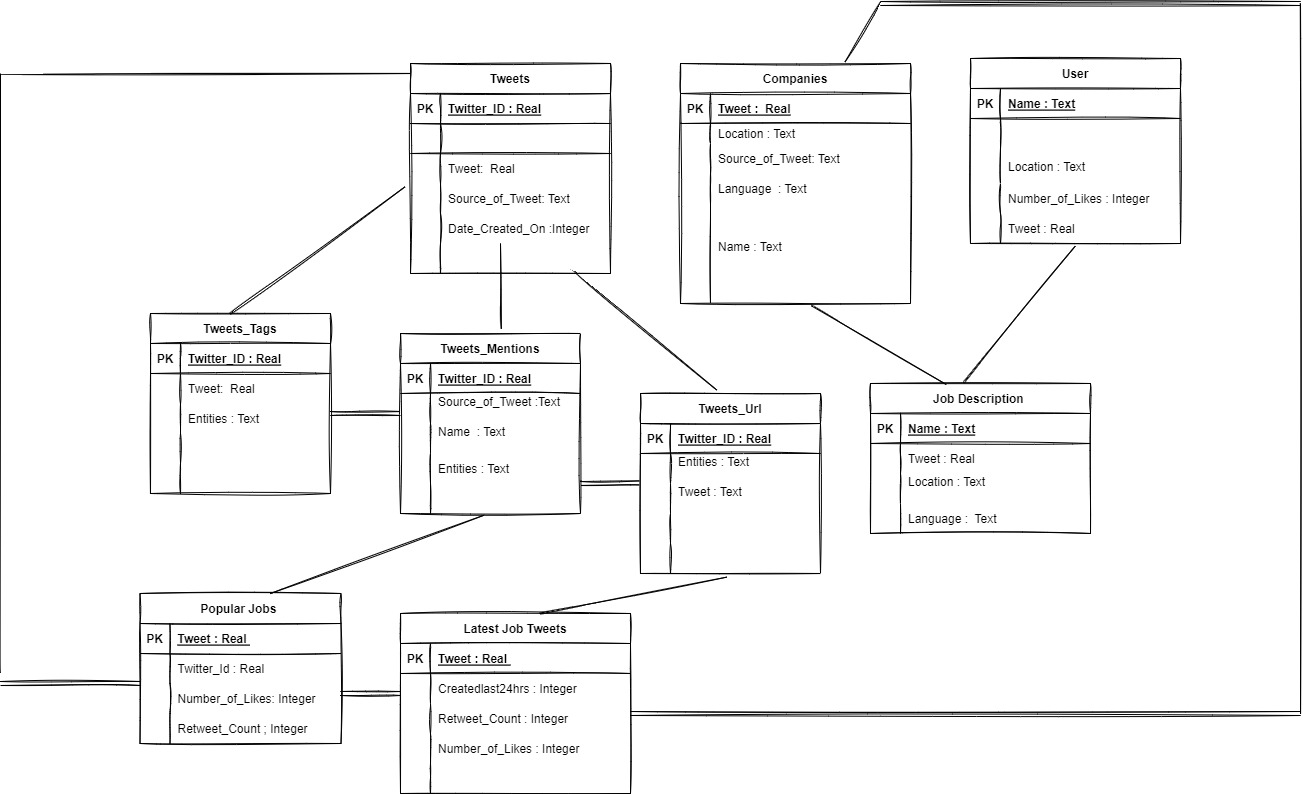 Tweets
PK Twitter_ID : Real
Tweet:  Real
Source_of_Tweet: Text
Date_Created_On :Integer
Companies
PK Tweet :  Real
Location : Text
Source_of_Tweet: Text
Language  : Text
Name : Text
User
PK Name : Text
Location : Text
Number_of_Likes : Integer
Tweet : Real
Tweets_Tags
PK Twitter_ID : Real
Tweet:  Real
Entities : Text
Tweets_Mentions
PK Twitter_ID : Real
Source_of_Tweet :Text
Name  : Text
Entities : Text
Tweets_Url
PK Twitter_ID : Real
Entities : Text
Tweet : Text
Job Description
PK Name : Text
Tweet : Real
Location : Text
Language :  Text
Popular Jobs
PK Tweet : Real
Twitter_Id : Real
Number_of_Likes: Integer
Retweet_Count ; Integer
Latest Job Tweets
PK Tweet : Real
Createdlast24hrs : Integer
Retweet_Count : Integer
Number_of_Likes : Integer